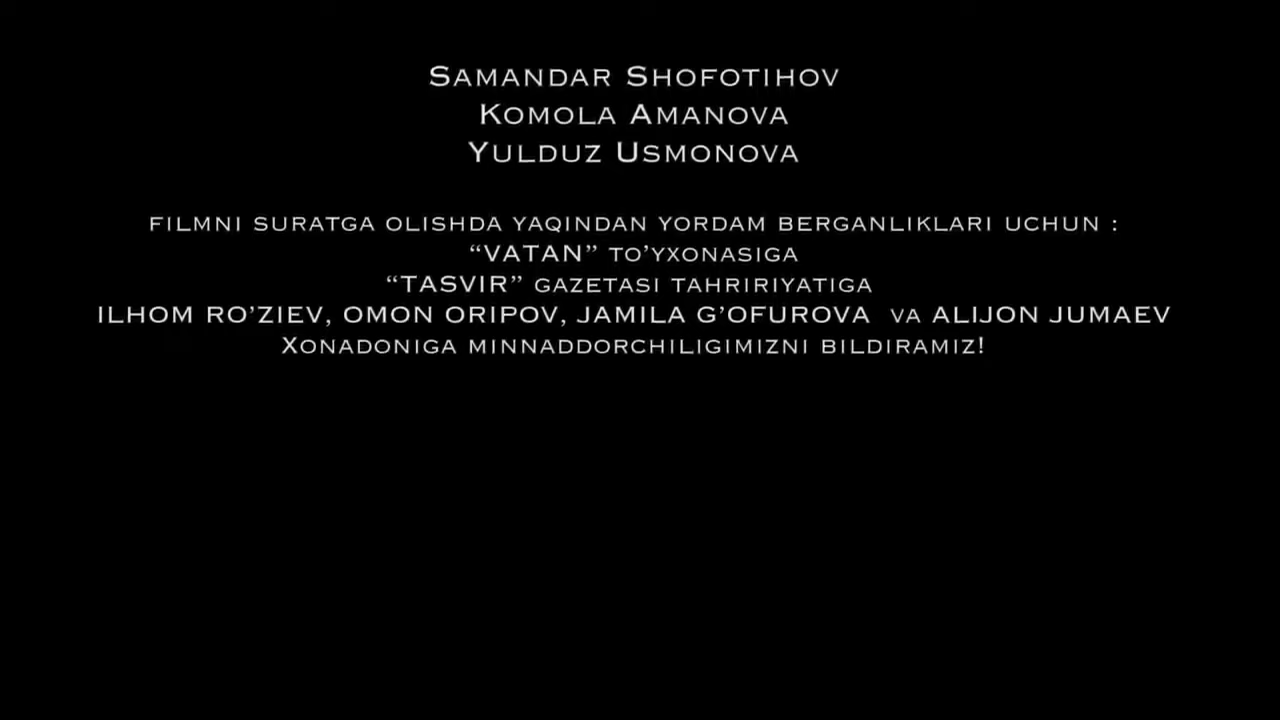 Samandar Shofotihov
Komola Amanova
Yulduz Usmonova
filmni suratga olishda yaqindan yordam berganliklari uchun :
“VATAN” to’yxonasiga
“TASVIR” gazetasi tahririyatiga
ILHOM RO’ZIEV, OMON ORIPOV, JAMILA G’OFUROVA va ALIJON JUMAEV
Xonadoniga minnaddorchiligimizni bildiramiz!